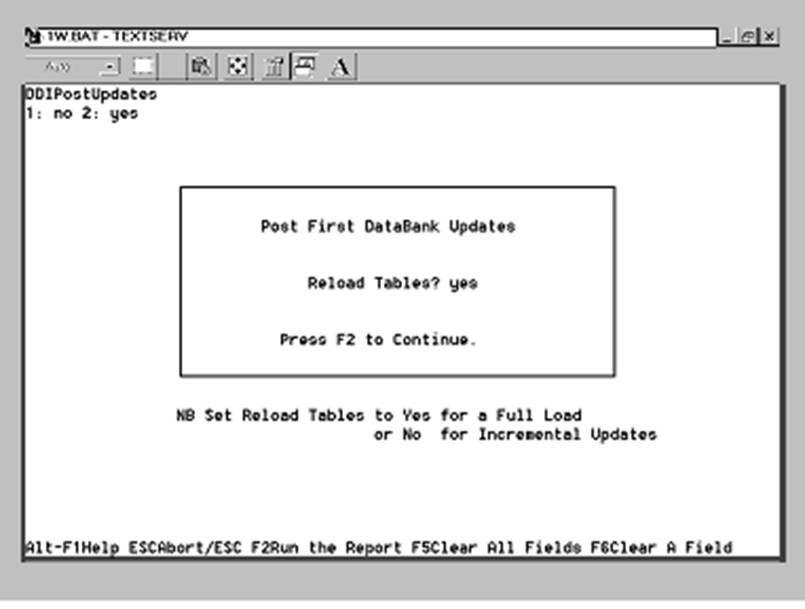 1W.BAT - TEXTSERV
Auto
A
DDIPostUpdates
1: no 2: yes
Post First DataBank Updates
Reload Tables? yes
Press F2 to Continue.
NB Set Reload Tables to Yes for a Full Load
or No for Incremental Updates
Alt-F1Help ESCAbort/ESC F2Run the Report F5Clear All Fields F6Clear A Field